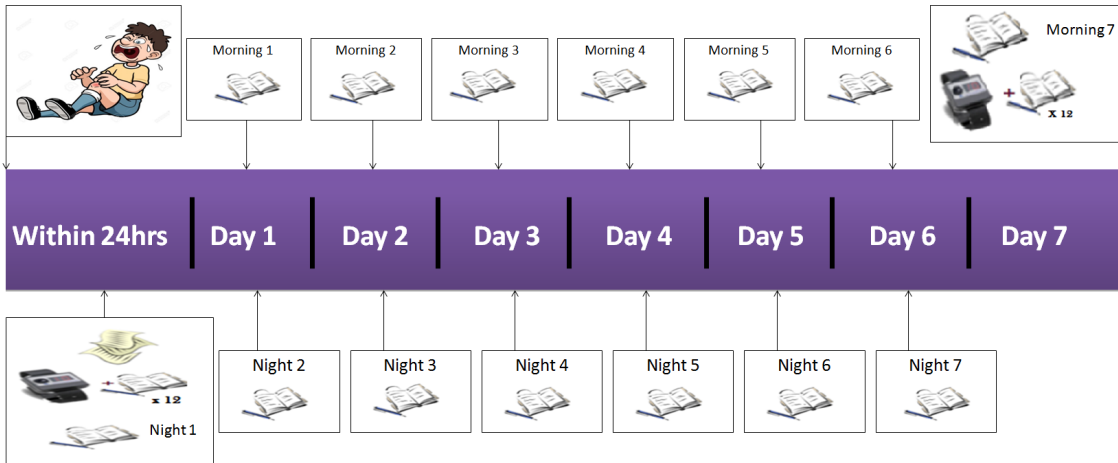 Morning 1
Morning 2
Morning 3
Morning 4
Morning 5
Morning 6
Morning 7
+
X 12
Within 24hrs
Day 1
Day 2
Day 3
Day 4
Day 5
Day 6
Day 7
+
x 12
Night 1
Night 2
Night 3
Night 4
Night 5
Night 6
Night 7